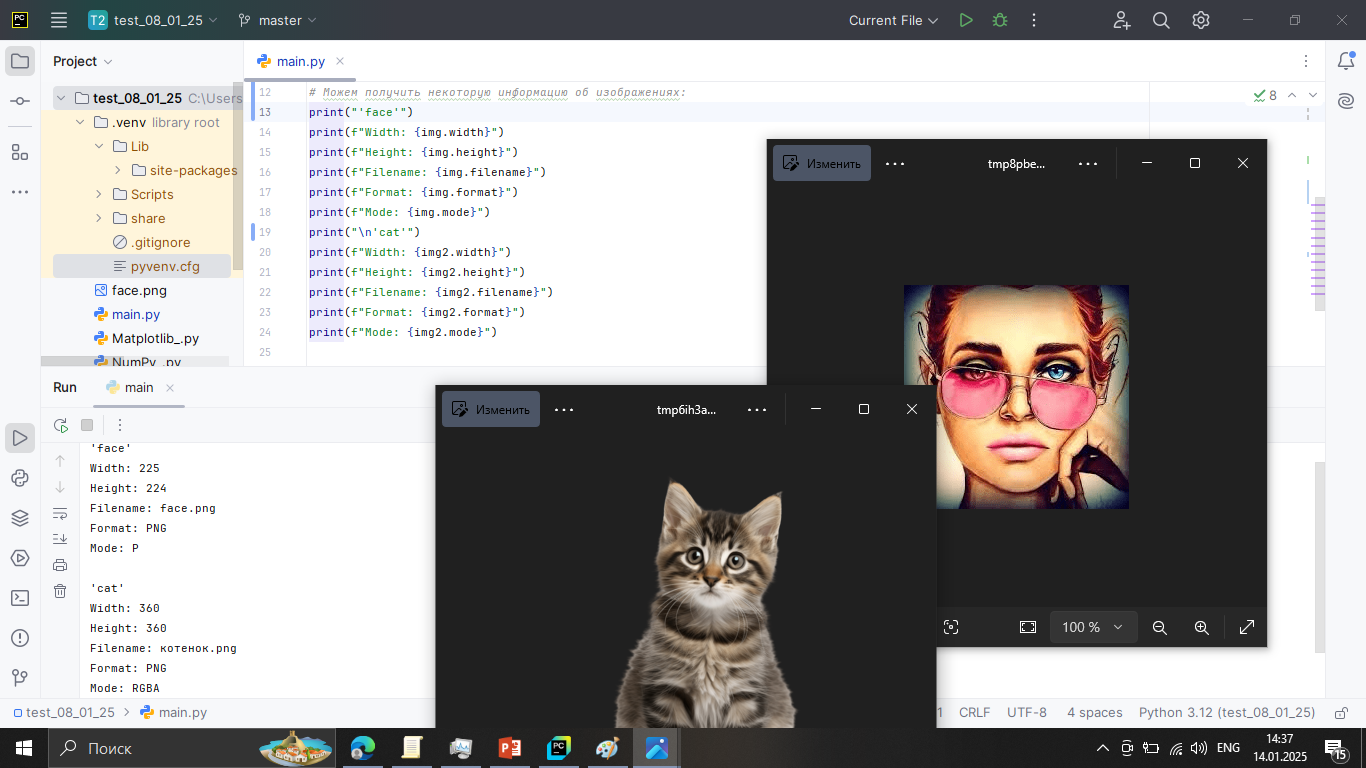 PC
T2 test_08_01_25
master
Current File
Project
main.py
test_08_01_25 C:\Users
.venv library root
Lib
site-packages
Scripts
share
.gitignore
pyvenv.cfg
face.png
main.py
Matplotlib_.py
NumPy_.py
12 # Можем получить некоторую информацию об изображениях:
13 print("'face'")
14 print(f"Width: {img.width}")
15 print(f"Height: {img.height}")
16 print(f"Filename: {img.filename}")
17 print(f"Format: {img.format}")
18 print(f"Mode: {img.mode}")
19 print("\n'cat'")
20 print(f"Width: {img2.width}")
21 print(f"Height: {img2.height}")
22 print(f"Filename: {img2.filename}")
23 print(f"Format: {img2.format}")
24 print(f"Mode: {img2.mode}")
25
8
Изменить
tmp8pbe...
100 %
Run
main
'face'
Width: 225
Height: 224
Filename: face.png
Format: PNG
Mode: P
'cat'
Width: 360
Height: 360
Filename: котенок.png
Format: PNG
Mode: RGBA
Изменить
tmp6ih3a...
test_08_01_25
main.py
1
CRLF
UTF-8
4 spaces
Python 3.12 (test_08_01_25)
Поиск
PC
ENG
14:37
14.01.2025
15